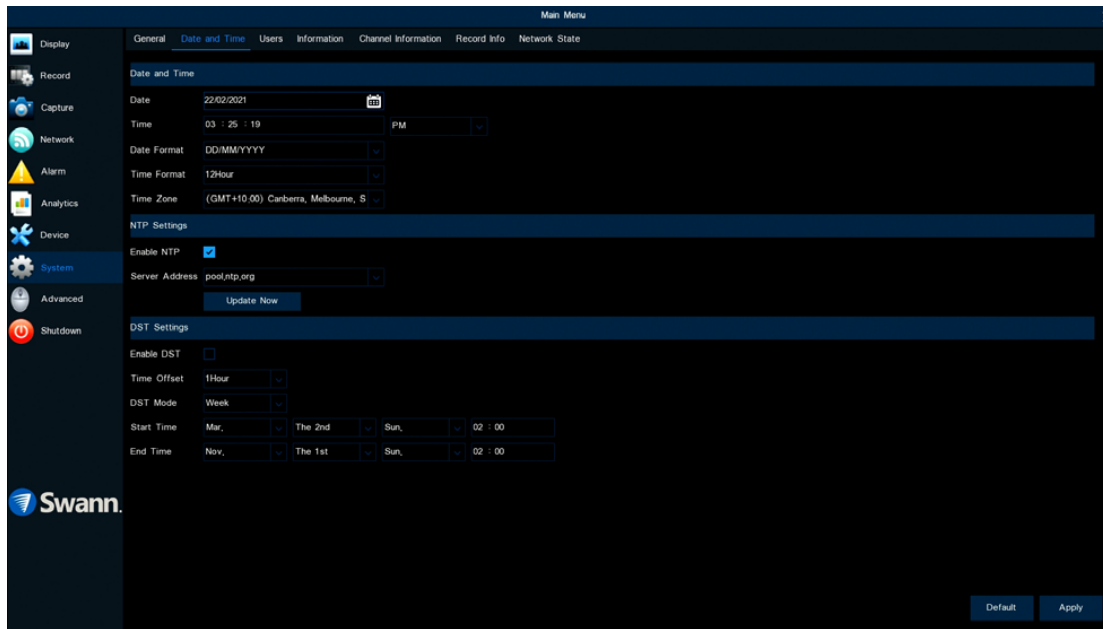 Main Menu
Display
Record
Capture
Network
Alarm
Analytics
Device
System
Advanced
Shutdown
Swann.
General Date and Time Users Information Channel Information Record Info Network State
Date and Time
Date 22/02/2021
Time 03 : 25 : 19 PM
Date Format DD/MM/YYYY
Time Format 12Hour
Time Zone (GMT+10:00) Canberra, Melbourne, S
NTP Settings
Enable NTP
Server Address pool.ntp.org
Update Now
DST Settings
Enable DST
Time Offset 1Hour
DST Mode Week
Start Time Mar. The 2nd Sun. 02 : 00
End Time Nov. The 1st Sun. 02 : 00
Default Apply